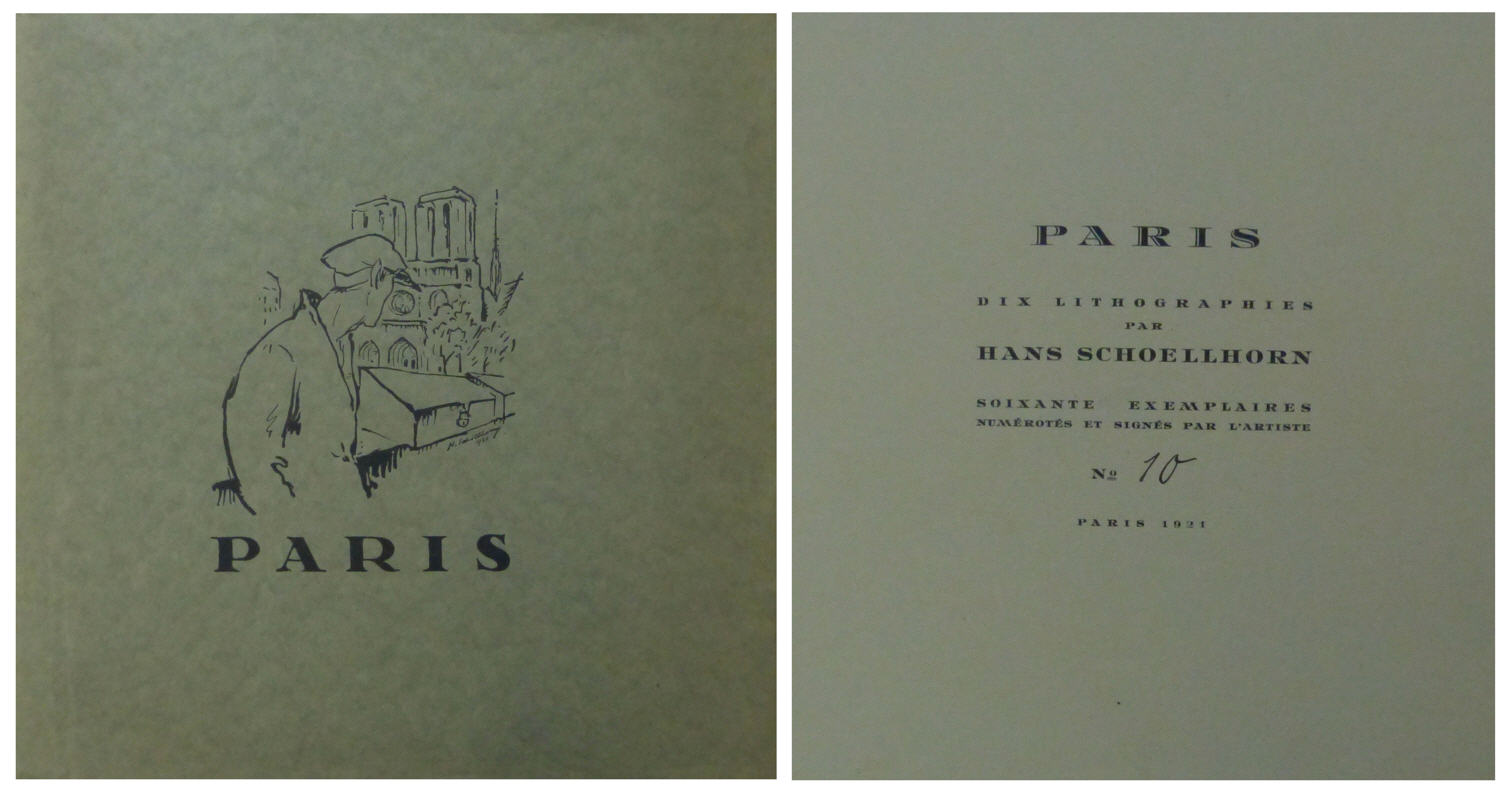 PARIS
PARIS
DIX LITHOGRAPHIES
PAR
HANS SCHOELLHORN
SOIXANTE EXEMPLAIRES
NUMÉROTÉS ET SIGNÉS PAR L'ARTISTE
Nº 10
PARIS 1921